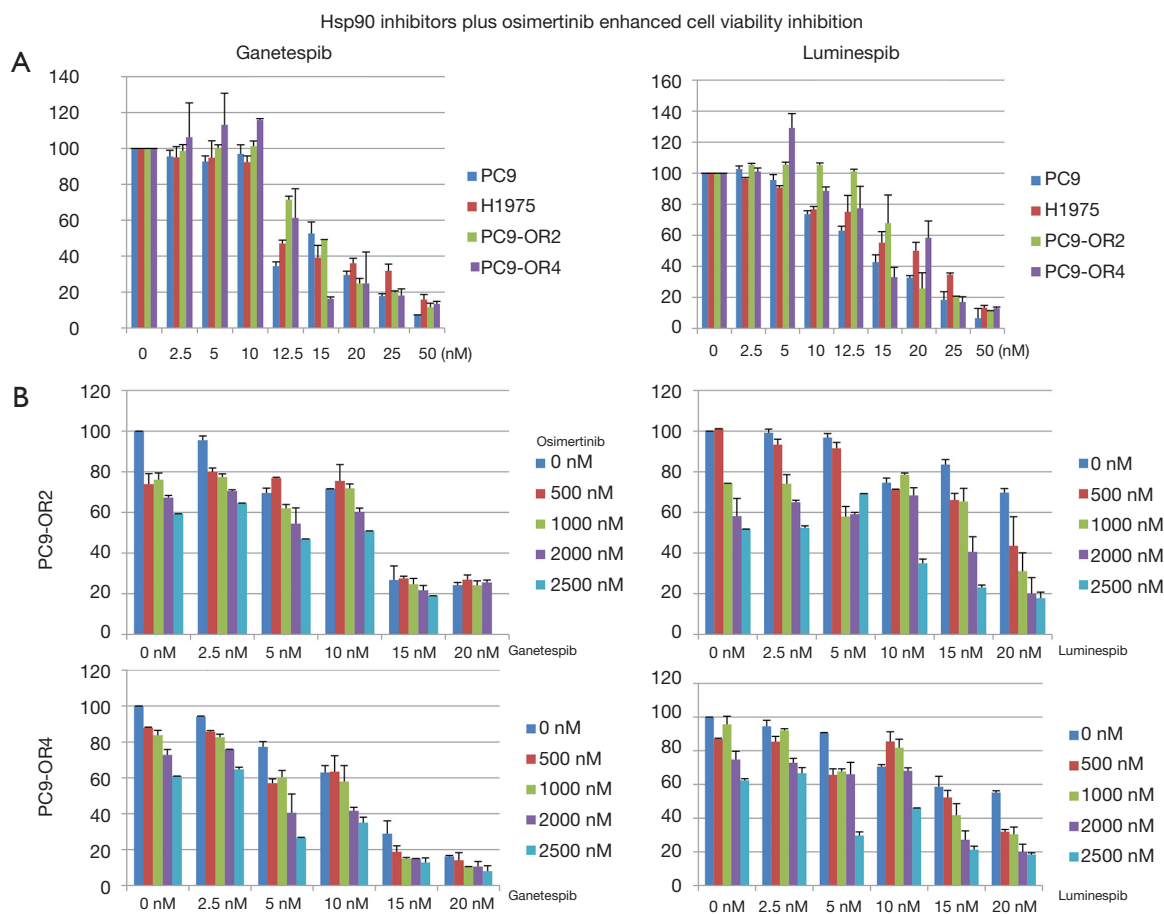 Hsp90 inhibitors plus osimertinib enhanced cell viability inhibition
Ganetespib
Luminespib
A
140
120
100
80
60
40
20
0
0 2.5 5 10 12.5 15 20 25 50 (nM)
PC9
H1975
PC9-OR2
PC9-OR4
160
140
120
100
80
60
40
20
0
0 2.5 5 10 12.5 15 20 25 50 (nM)
PC9
H1975
PC9-OR2
PC9-OR4
B
PC9-OR2
120
100
80
60
40
20
0
0 nM 2.5 nM 5 nM 10 nM 15 nM 20 nM Ganetespib
Osimertinib
0 nM
500 nM
1000 nM
2000 nM
2500 nM
120
100
80
60
40
20
0
0 nM 2.5 nM 5 nM 10 nM 15 nM 20 nM Luminespib
0 nM
500 nM
1000 nM
2000 nM
2500 nM
PC9-OR4
120
100
80
60
40
20
0
0 nM 2.5 nM 5 nM 10 nM 15 nM 20 nM Ganetespib
0 nM
500 nM
1000 nM
2000 nM
2500 nM
120
100
80
60
40
20
0
0 nM 2.5 nM 5 nM 10 nM 15 nM 20 nM Luminespib
0 nM
500 nM
1000 nM
2000 nM
2500 nM